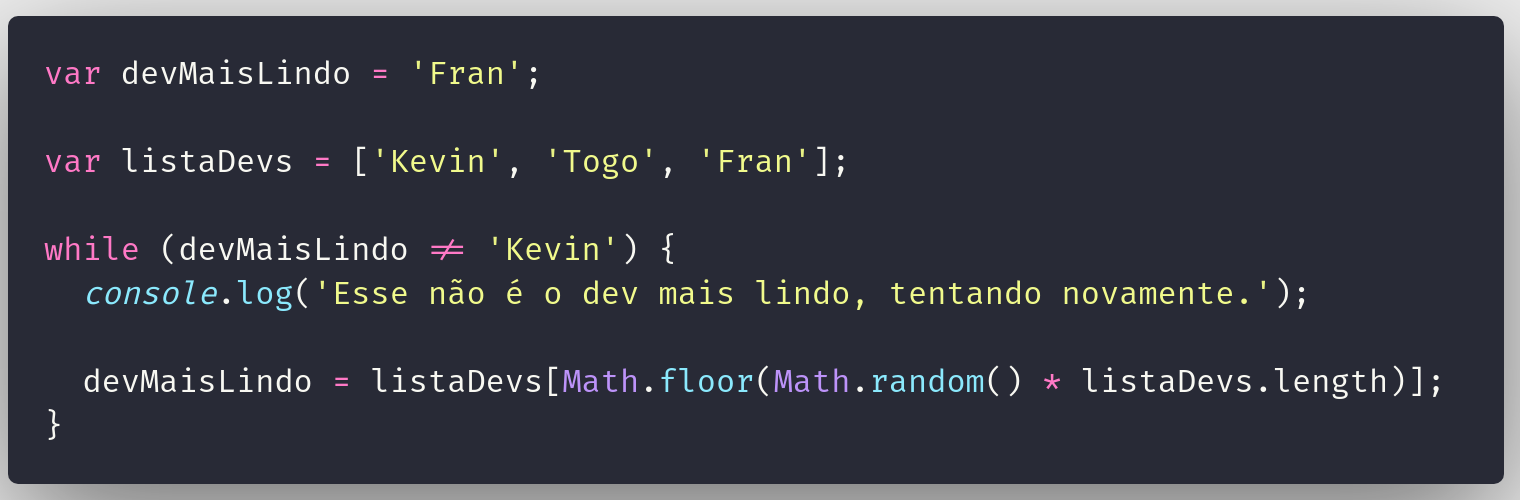 var devMaisLindo = 'Fran';
var listaDevs = ['Kevin', 'Togo', 'Fran'];
while (devMaisLindo != 'Kevin') {
  console.log('Esse não é o dev mais lindo, tentando novamente.');
  devMaisLindo = listaDevs[Math.floor(Math.random() * listaDevs.length)];
}